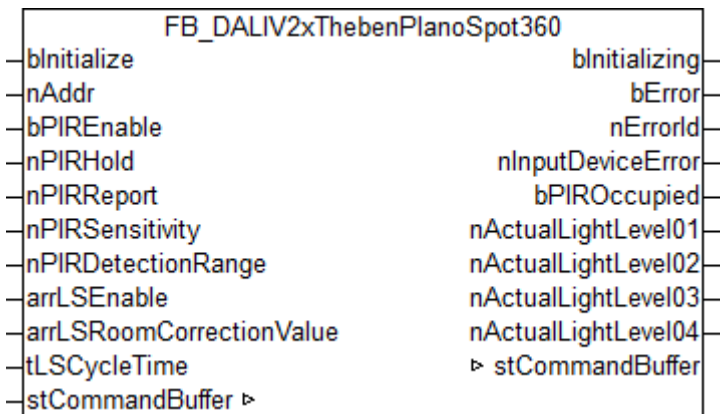 FB_DALIV2xThebenPlanoSpot360
bInitialize bInitializing
nAddr bError
bPIREnable nErrorId
nPIRHold nInputDeviceError
nPIRReport bPIROccupied
nPIRSensitivity nActualLightLevel01
nPIRDetectionRange nActualLightLevel02
arrLSEnable nActualLightLevel03
arrLSRoomCorrectionValue nActualLightLevel04
tLSCycleTime ▹ stCommandBuffer
stCommandBuffer ▹